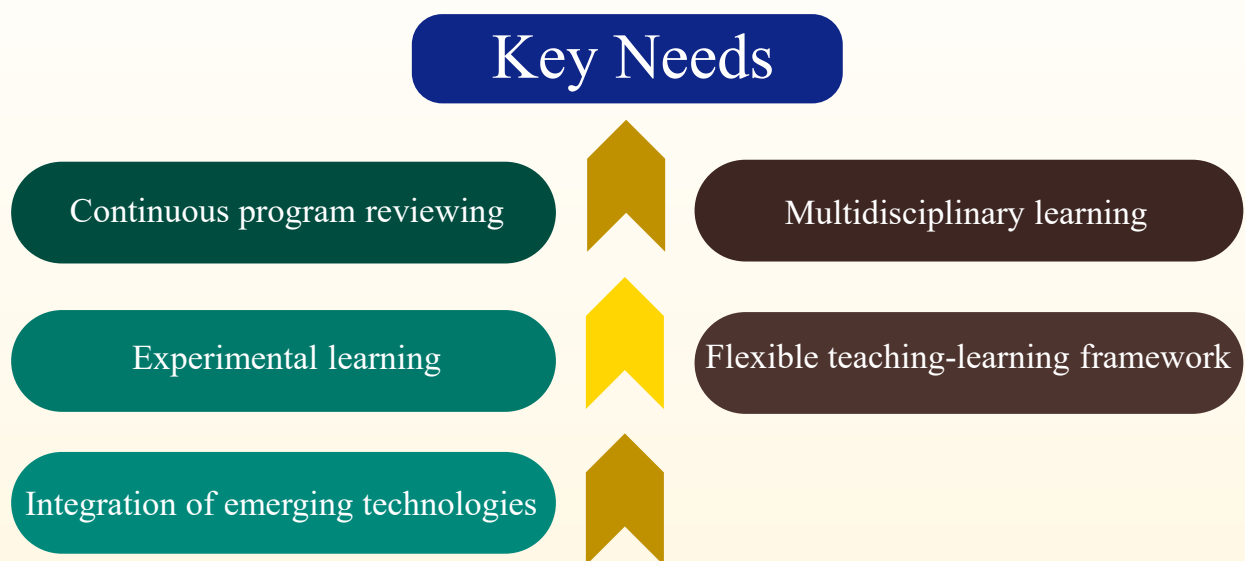 Key Needs
Continuous program reviewing
Multidisciplinary learning
Experimental learning
Flexible teaching-learning framework
Integration of emerging technologies